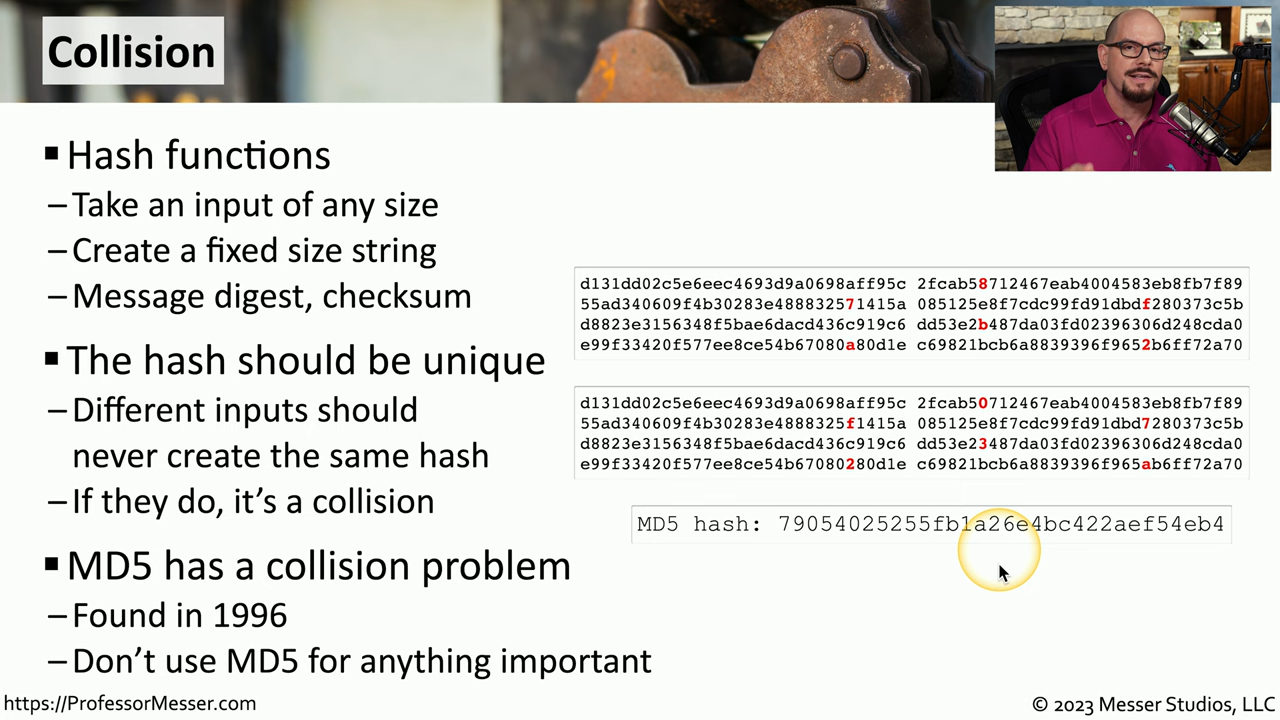 Collision
▪ Hash functions
– Take an input of any size
– Create a fixed size string
– Message digest, checksum
▪ The hash should be unique
– Different inputs should
never create the same hash
– If they do, it’s a collision
▪ MD5 has a collision problem
– Found in 1996
– Don’t use MD5 for anything important
d131dd02c5e6eec4693d9a0698aff95c 2fcab58712467eab4004583eb8fb7f89
55ad340609f4b30283e488832571415a 085125e8f7cdc99fd91dbdf280373c5b
d8823e3156348f5bae6dacd436c919c6 dd53e2b487da03fd02396306d248cda0
e99f33420f577ee8ce54b67080a80d1e c69821bcb6a8839396f9652b6ff72a70
d131dd02c5e6eec4693d9a0698aff95c 2fcab50712467eab4004583eb8fb7f89
55ad340609f4b30283e4888325f1415a 085125e8f7cdc99fd91dbd7280373c5b
d8823e3156348f5bae6dacd436c919c6 dd53e23487da03fd02396306d248cda0
e99f33420f577ee8ce54b67080280d1e c69821bcb6a8839396f965ab6ff72a70
MD5 hash: 79054025255fb1a26e4bc422aef54eb4
https://ProfessorMesser.com
© 2023 Messer Studios, LLC